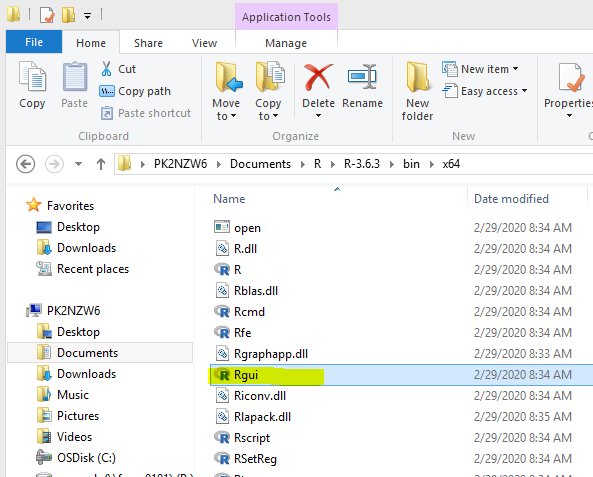 Application Tools
File Home Share View Manage
Copy
Paste
Cut
Copy path
Paste shortcut
Clipboard
Move to
Copy to
Delete
Rename
Organize
New folder
New item
Easy access
New
Properties
PK2NZW6 Documents R R-3.6.3 bin x64
Favorites
Desktop
Downloads
Recent places
PK2NZW6
Desktop
Documents
Downloads
Music
Pictures
Videos
OSDisk (C:)
Name Date modified
open 2/29/2020 8:34 AM
R.dll 2/29/2020 8:34 AM
R 2/29/2020 8:34 AM
Rblas.dll 2/29/2020 8:34 AM
Rcmd 2/29/2020 8:34 AM
Rfe 2/29/2020 8:34 AM
Rgraphapp.dll 2/29/2020 8:33 AM
Rgui 2/29/2020 8:34 AM
Riconv.dll 2/29/2020 8:34 AM
Rlapack.dll 2/29/2020 8:35 AM
Rscript 2/29/2020 8:34 AM
RSetReg 2/29/2020 8:34 AM